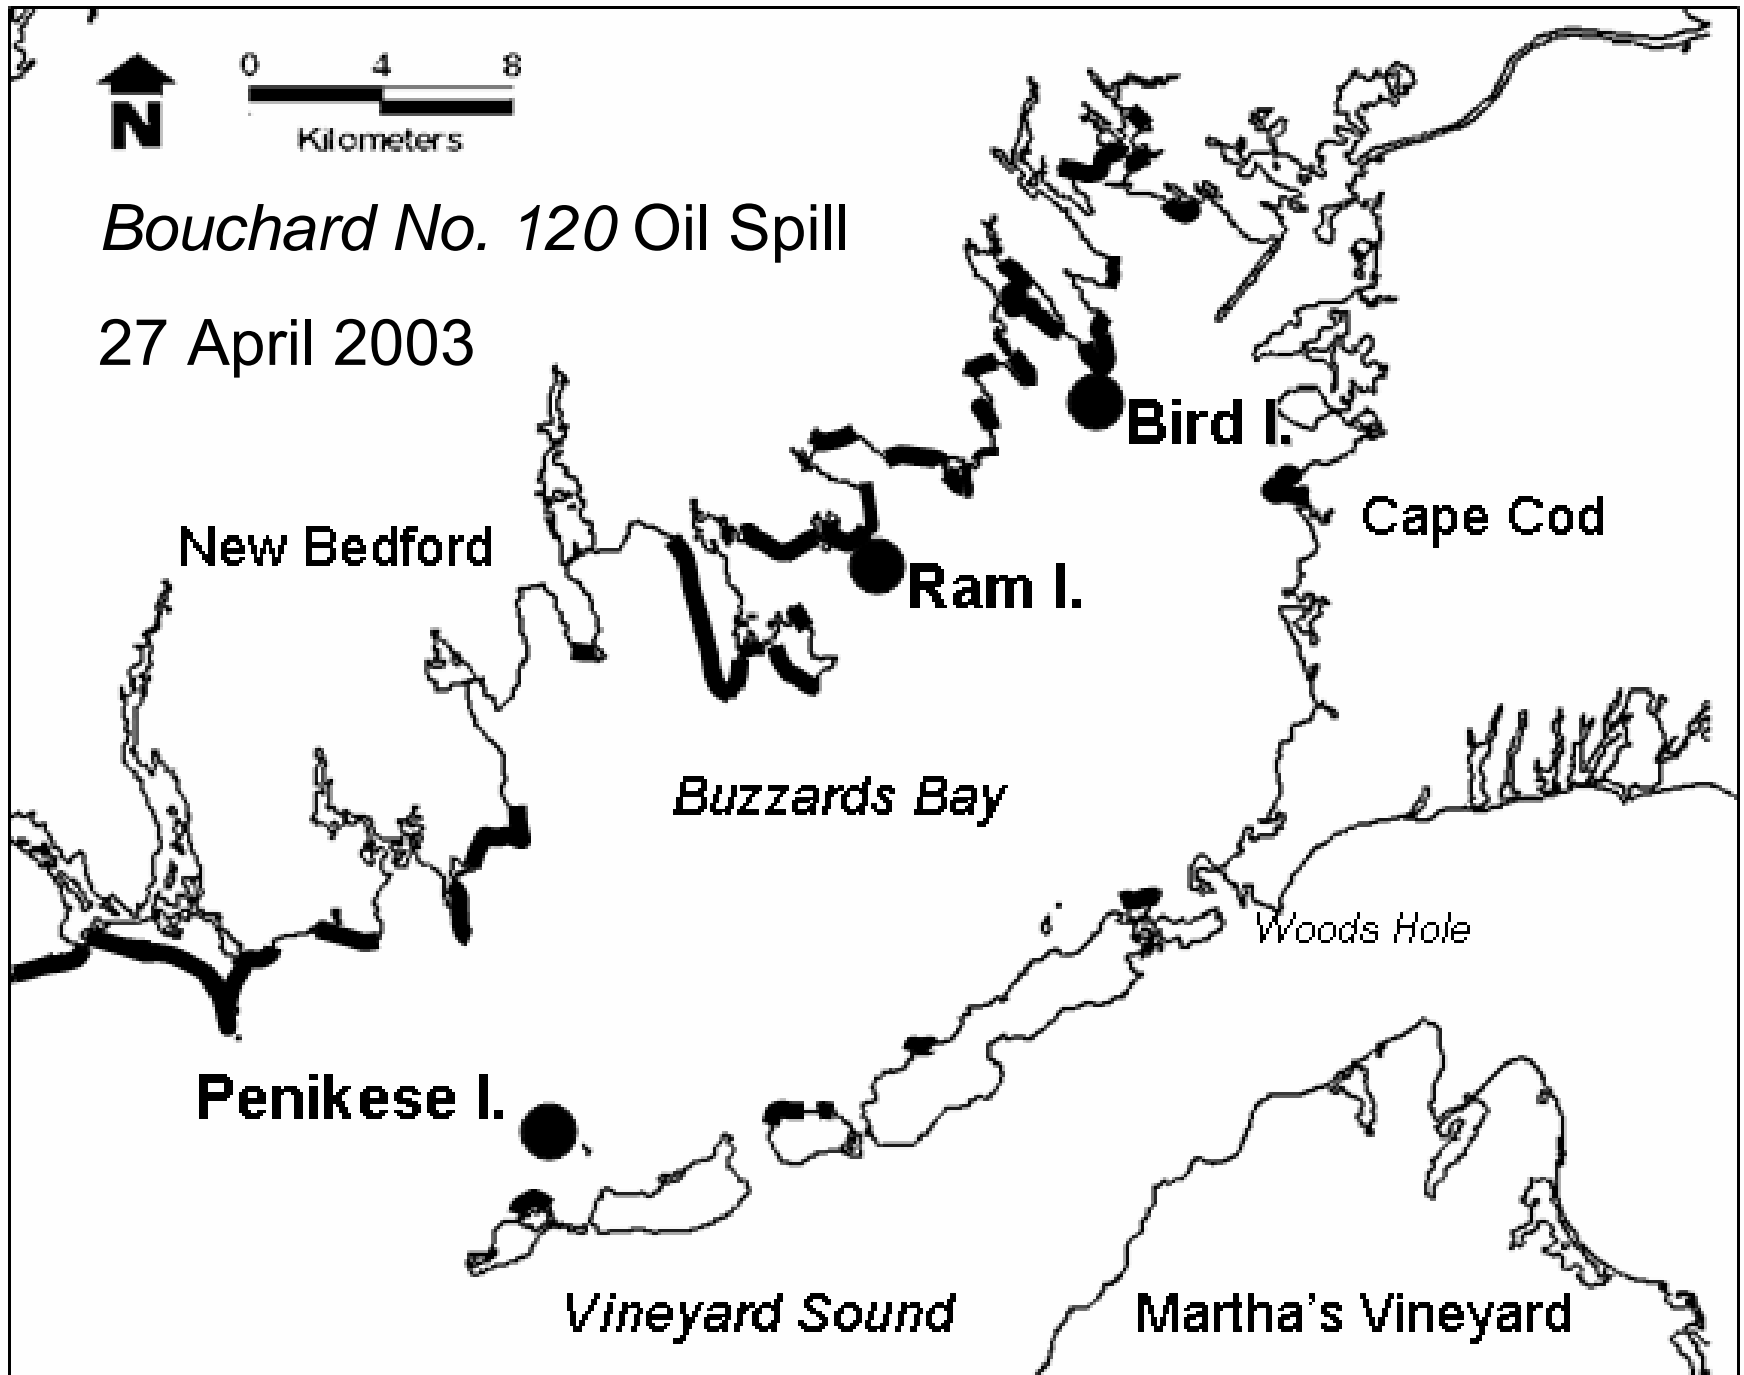 0 4 8
Kilometers
N
Bouchard No. 120 Oil Spill
27 April 2003
Bird I.
Cape Cod
New Bedford
Ram I.
Buzzards Bay
Woods Hole
Penikese I.
Vineyard Sound
Martha's Vineyard